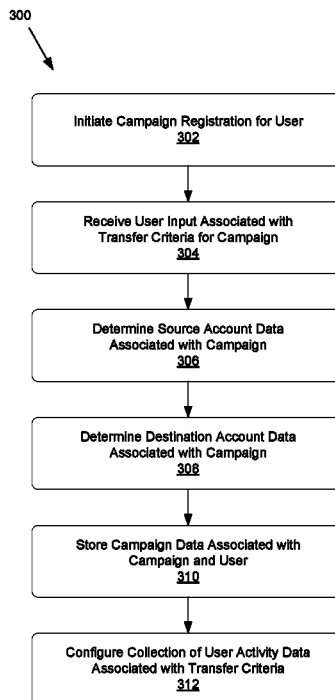 300
Initiate Campaign Registration for User
302
Receive User Input Associated with
Transfer Criteria for Campaign
304
Determine Source Account Data
Associated with Campaign
306
Determine Destination Account Data
Associated with Campaign
308
Store Campaign Data Associated with
Campaign and User
310
Configure Collection of User Activity Data
Associated with Transfer Criteria
312